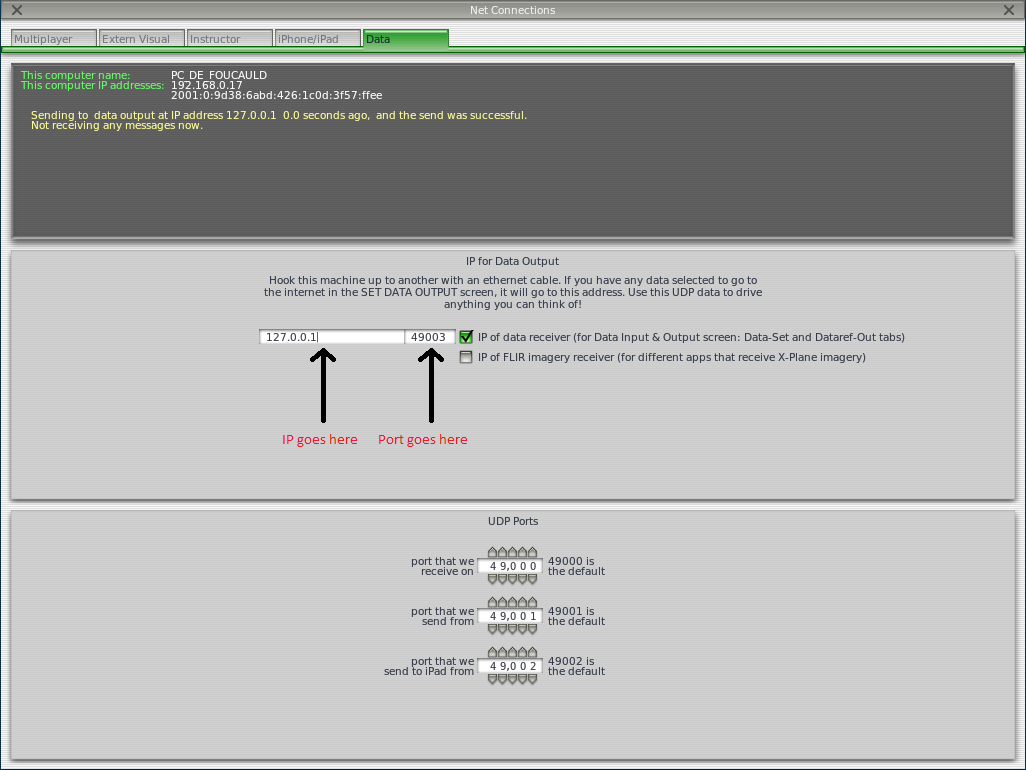 Net Connections
Multiplayer
Extern Visual
Instructor
iPhone/iPad
Data
This computer name: PC_DE_FOUCAULD
This computer IP addresses: 192.168.0.17
2001:0:9d38:6abd:426:1c0d:3f57:ffee
Sending to data output at IP address 127.0.0.1 0.0 seconds ago, and the send was successful.
Not receiving any messages now.
IP for Data Output
Hook this machine up to another with an ethernet cable. If you have any data selected to go to
the internet in the SET DATA OUTPUT screen, it will go to this address. Use this UDP data to drive
anything you can think of!
127.0.0.1 49003 IP of data receiver (for Data Input & Output screen: Data-Set and Dataref-Out tabs)
IP of FLIR imagery receiver (for different apps that receive X-Plane imagery)
IP goes here
Port goes here
UDP Ports
port that we
receive on
4 9,0 0 0
49000 is
the default
port that we
send from
4 9,0 0 1
49001 is
the default
port that we
send to iPad from
4 9,0 0 2
49002 is
the default